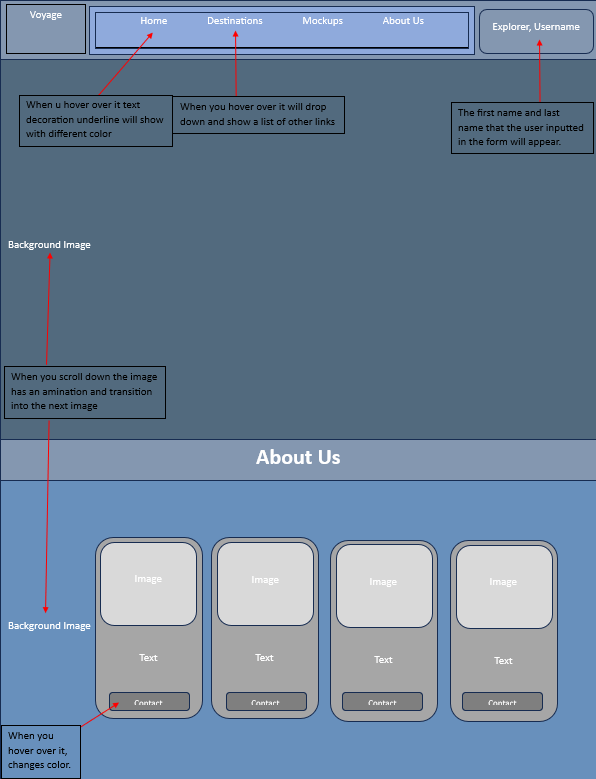 Voyage
Home Destinations Mockups About Us
Explorer, Username
When u hover over it text
decoration underline will show
with different color
When you hover over it will drop
down and show a list of other links
The first name and last
name that the user inputted
in the form will appear.
Background Image
When you scroll down the image
has an amination and transition
into the next image
About Us
Image Image Image Image
Background Image
Text Text Text Text
Contact Contact Contact Contact
When you
hover over it,
changes color.